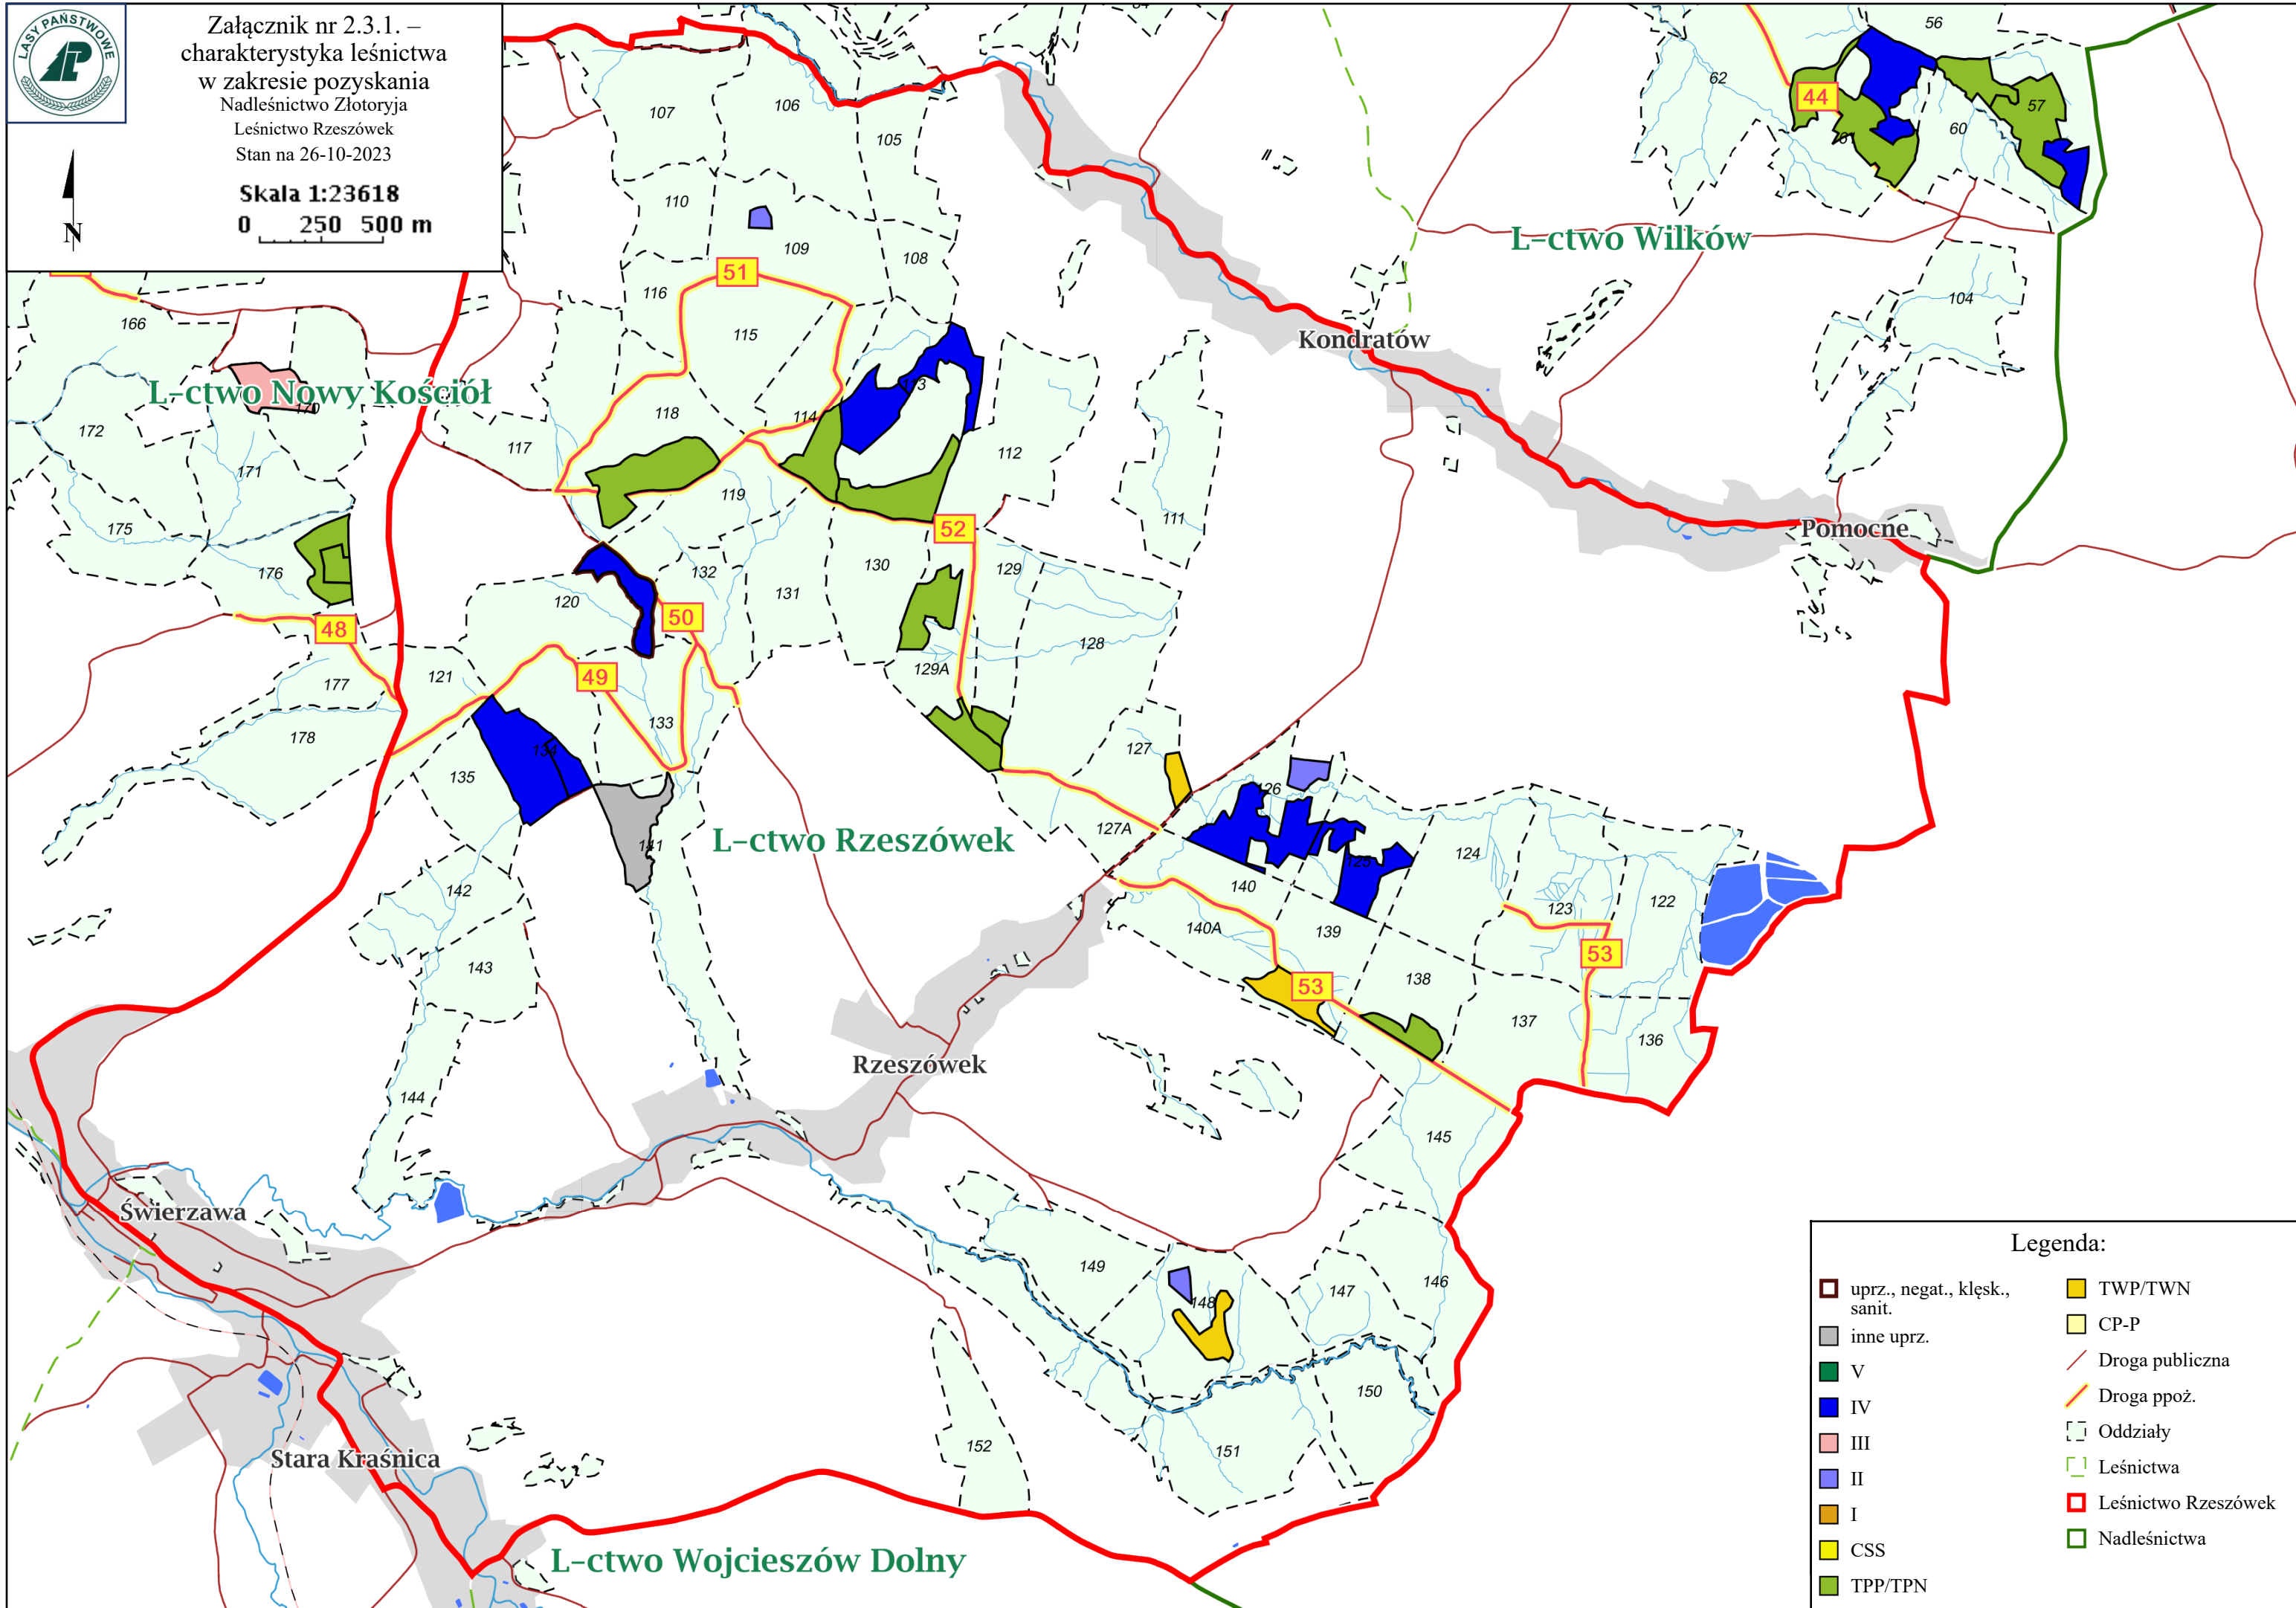 LASY PAŃSTWOWE
Załącznik nr 2.3.1. –
charakterystyka leśnictwa
w zakresie pozyskania
Nadleśnictwo Złotoryja
Leśnictwo Rzeszówek
Stan na 26-10-2023
Skala 1:23618
0 250 500 m
N
56
62
44
57
60
107
106
105
110
109
108
L-ctwo Wilków
51
116
115
104
166
Kondratów
L-ctwo Nowy Kościół
170
113
172
118
114
117
112
171
119
111
175
52
Pomocne
176
130
129
132
131
120
50
48
128
129A
121
49
177
133
178
134
127
135
126
127A
L-ctwo Rzeszówek
141
124
125
142
140
122
123
140A
139
53
143
138
53
137
136
Rzeszówek
144
145
Świerzawa
149
146
147
148
150
152
151
Stara Kraśnica
L-ctwo Wojcieszów Dolny
Legenda:
uprz., negat., klęsk.,
sanit.
inne uprz.
V
IV
III
II
I
CSS
TPP/TPN
TWP/TWN
CP-P
Droga publiczna
Droga ppoż.
Oddziały
Leśnictwa
Leśnictwo Rzeszówek
Nadleśnictwa